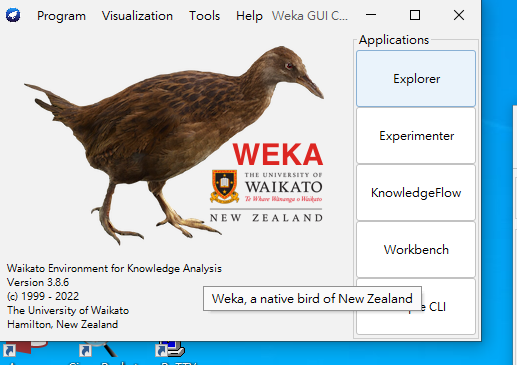 Program Visualization Tools Help Weka GUI C...
Applications
Explorer
WEKA
THE UNIVERSITY OF
WAIKATO
Te Whare Wānanga o Waikato
NEW ZEALAND
Experimenter
KnowledgeFlow
Workbench
Waikato Environment for Knowledge Analysis
Version 3.8.6
(c) 1999 - 2022
The University of Waikato
Hamilton, New Zealand
Weka, a native bird of New Zealand
CLI